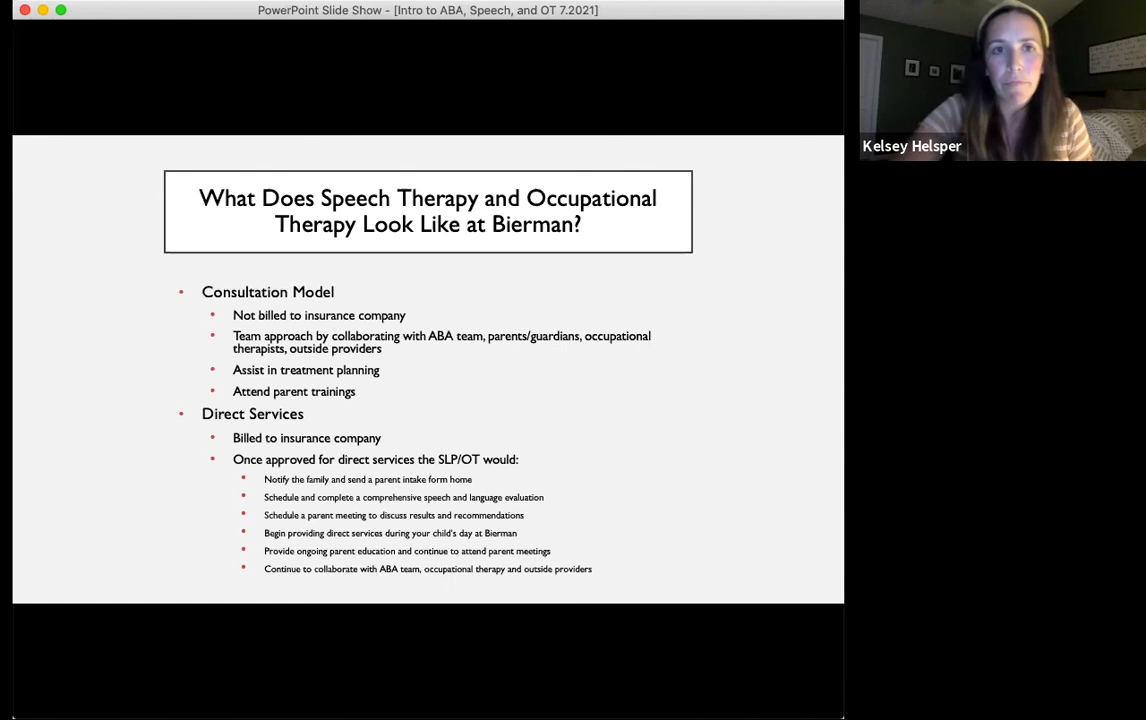 PowerPoint Slide Show - [Intro to ABA, Speech, and OT 7.2021]
Kelsey Helsper
What Does Speech Therapy and Occupational
Therapy Look Like at Bierman?
• Consultation Model
• Not billed to insurance company
• Team approach by collaborating with ABA team, parents/guardians, occupational
therapists, outside providers
• Assist in treatment planning
• Attend parent trainings
• Direct Services
• Billed to insurance company
• Once approved for direct services the SLP/OT would:
• Notify the family and send a parent intake form home
• Schedule and complete a comprehensive speech and language evaluation
• Schedule a parent meeting to discuss results and recommendations
• Begin providing direct services during your child's day at Bierman
• Provide ongoing parent education and continue to attend parent meetings
• Continue to collaborate with ABA team, occupational therapy and outside providers